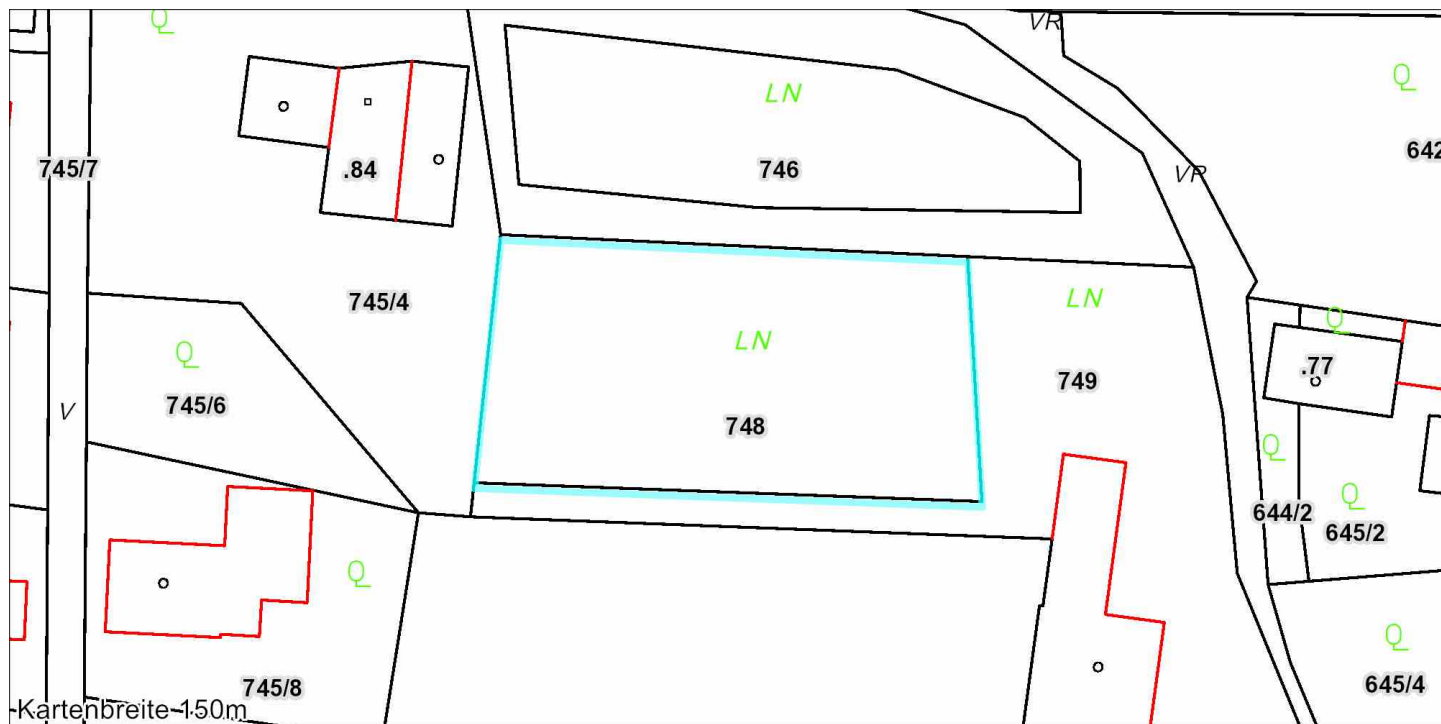 Q
VR
Q
LN
642
745/7
.84
746
VP
745/4
LN
Q
LN
Q
.77
749
745/6
V
748
Q
Q
644/2
645/2
Q
Q
745/8
645/4
Kartenbreite 150m